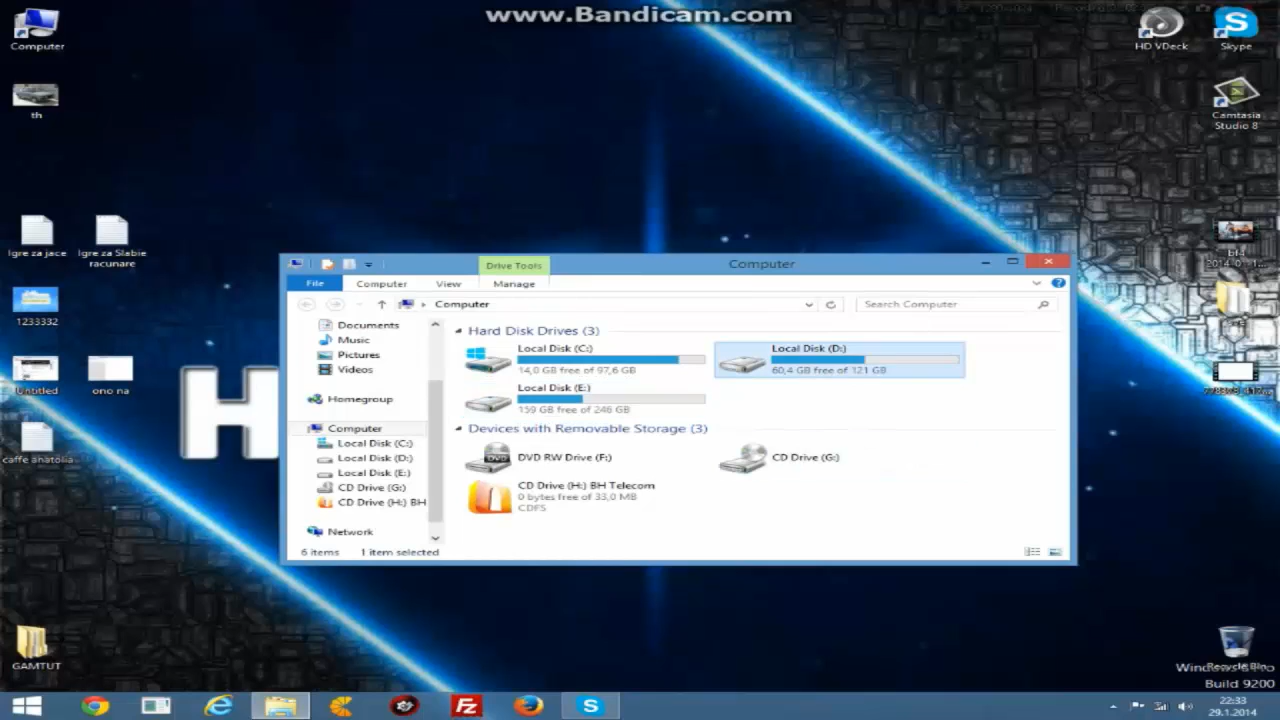 www.Bandicam.com
Computer
HD VDeck
Skype
th
Camtasia
Studio 8
Igre za jace
Igre za Slabie
racunare
bf4
1233332
Untitled
ono na
caffe anatolia
H
GAMTUT
Drive Tools
Computer
File
Computer
View
Manage
Computer
Search Computer
Documents
Music
Pictures
Videos
Homegroup
Computer
Local Disk (C:)
Local Disk (D:)
Local Disk (E:)
CD Drive (G:)
CD Drive (H:) BH
Network
Hard Disk Drives (3)
Local Disk (C:)
14,0 GB free of 97,6 GB
Local Disk (D:)
60,4 GB free of 121 GB
Local Disk (E:)
159 GB free of 246 GB
Devices with Removable Storage (3)
DVD RW Drive (F:)
CD Drive (G:)
CD Drive (H:) BH Telecom
0 bytes free of 33,0 MB
CDFS
6 items
1 item selected
Recycle Bin
Windows 8 Pro
Build 9200
22:33
29.1.2014